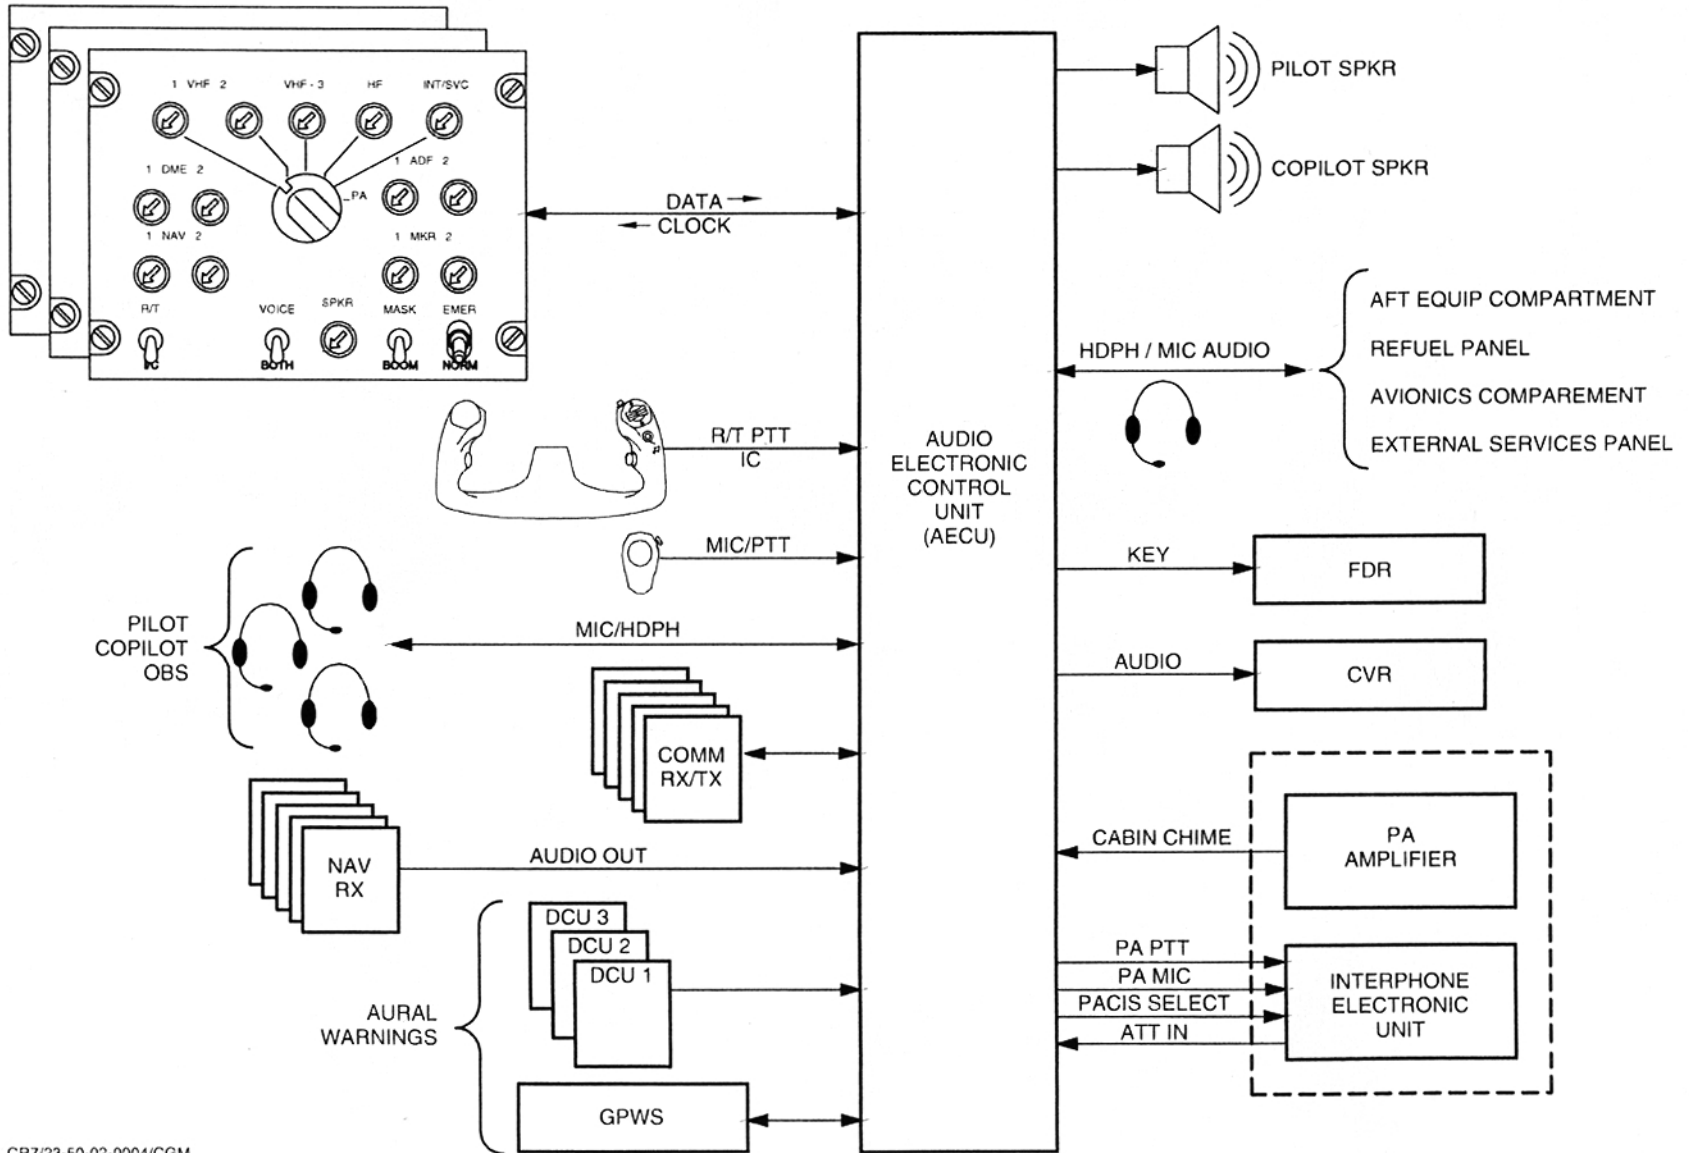 1 VHF 2 VHF - 3 HF INT/SVC
1 DME 2
1 ADF 2
PA
1 NAV 2
1 MKR 2
R/T VOICE SPKR MASK EMER
I/C BOTH BOOM NORM
DATA
CLOCK
R/T PTT
IC
MIC/PTT
PILOT
COPILOT
OBS
MIC/HDPH
COMM
RX/TX
NAV
RX
AUDIO OUT
AURAL
WARNINGS
DCU 3
DCU 2
DCU 1
GPWS
AUDIO
ELECTRONIC
CONTROL
UNIT
(AECU)
PILOT SPKR
COPILOT SPKR
HDPH / MIC AUDIO
AFT EQUIP COMPARTMENT
REFUEL PANEL
AVIONICS COMPAREMENT
EXTERNAL SERVICES PANEL
KEY
FDR
AUDIO
CVR
CABIN CHIME
PA
AMPLIFIER
PA PTT
PA MIC
PACIS SELECT
ATT IN
INTERPHONE
ELECTRONIC
UNIT